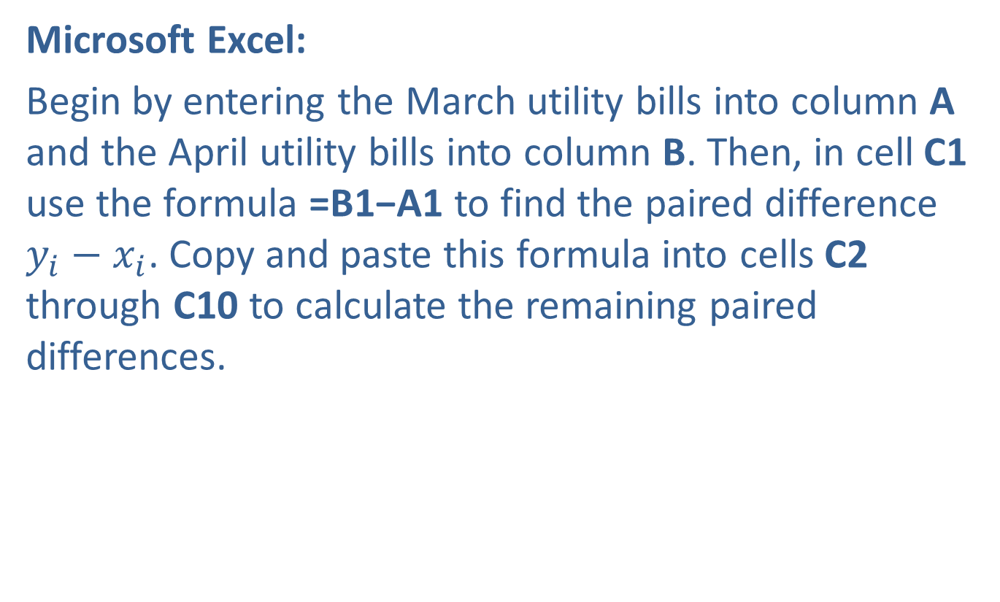 Microsoft Excel:
Begin by entering the March utility bills into column A
and the April utility bills into column B. Then, in cell C1
use the formula =B1−A1 to find the paired difference
yᵢ − xᵢ. Copy and paste this formula into cells C2
through C10 to calculate the remaining paired
differences.